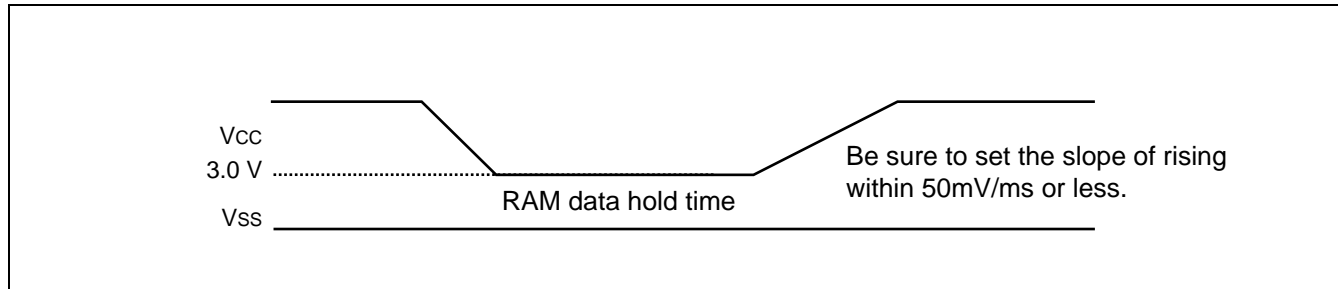 Vcc
3.0 V
Vss
RAM data hold time
Be sure to set the slope of rising
within 50mV/ms or less.